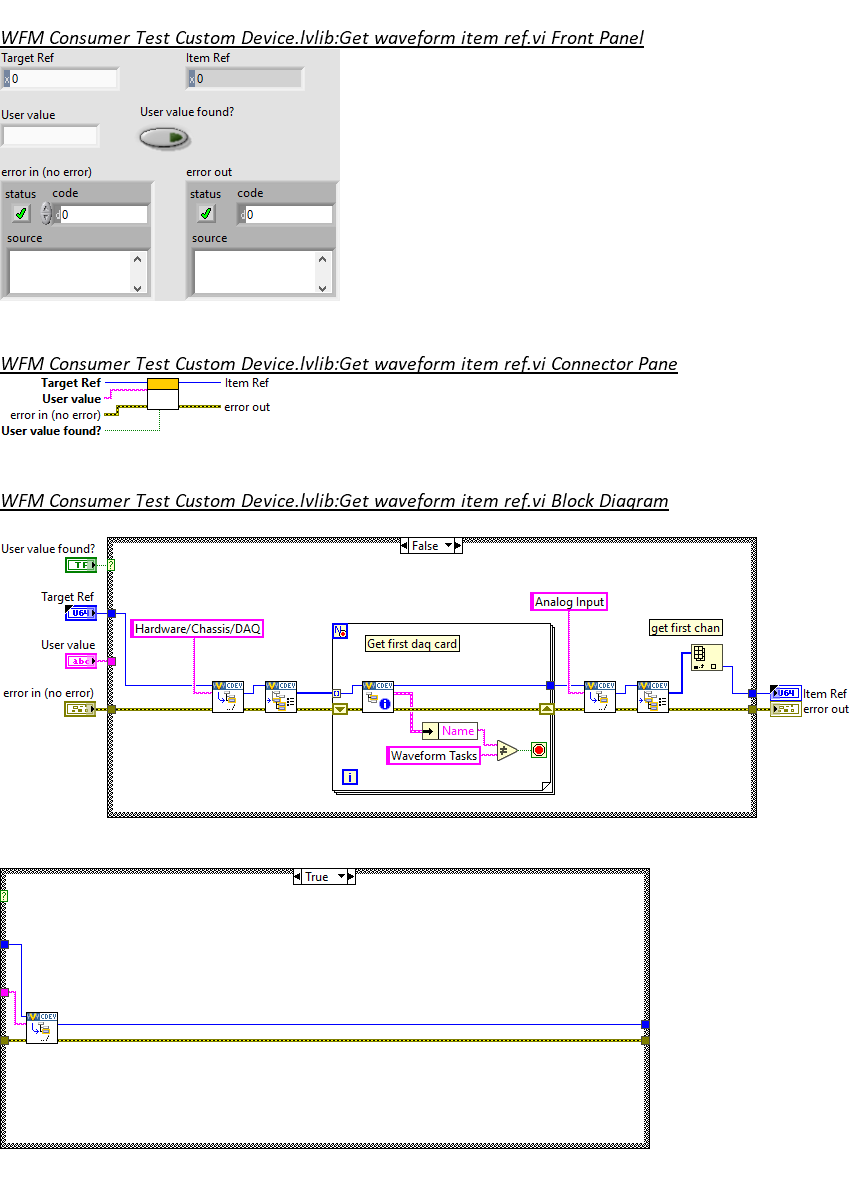 WFM Consumer Test Custom Device.lvlib:Get waveform item ref.vi Front Panel
Target Ref
Item Ref
x 0
x 0
User value
User value found?
error in (no error)
error out
status
code
status
code
d 0
d 0
source
source
WFM Consumer Test Custom Device.lvlib:Get waveform item ref.vi Connector Pane
Target Ref
Item Ref
User value
error in (no error)
error out
User value found?
WFM Consumer Test Custom Device.lvlib:Get waveform item ref.vi Block Diagram
User value found?
False
TF
?
Target Ref
U64
Hardware/Chassis/DAQ
Analog Input
N
Get first daq card
get first chan
User value
abc
CDEV
../
CDEV
CDEV
i
CDEV
../
CDEV
error in (no error)
U64
Item Ref
error out
Name
Waveform Tasks
≠
i
True
?
CDEV
../